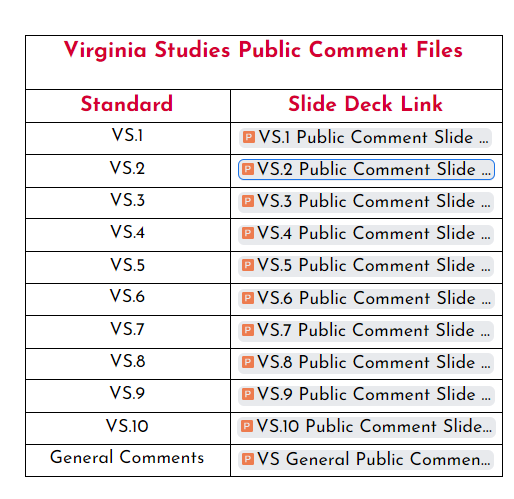 Virginia Studies Public Comment Files
Standard Slide Deck Link
VS.1 VS.1 Public Comment Slide ...
VS.2 VS.2 Public Comment Slide ...
VS.3 VS.3 Public Comment Slide ...
VS.4 VS.4 Public Comment Slide ...
VS.5 VS.5 Public Comment Slide ...
VS.6 VS.6 Public Comment Slide ...
VS.7 VS.7 Public Comment Slide ...
VS.8 VS.8 Public Comment Slide ...
VS.9 VS.9 Public Comment Slide ...
VS.10 VS.10 Public Comment Slide...
General Comments VS General Public Commen...